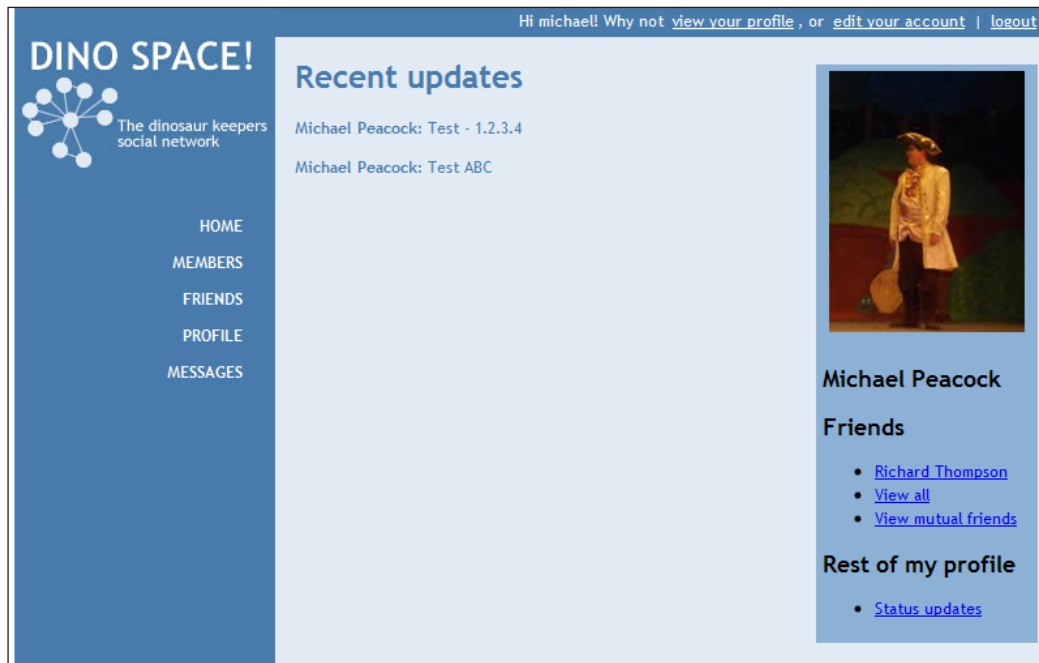 Hi michael! Why not view your profile , or edit your account | logout
DINO SPACE!
The dinosaur keepers
social network
HOME
MEMBERS
FRIENDS
PROFILE
MESSAGES
Recent updates
Michael Peacock: Test - 1.2.3.4
Michael Peacock: Test ABC
Michael Peacock
Friends
Richard Thompson
View all
View mutual friends
Rest of my profile
Status updates